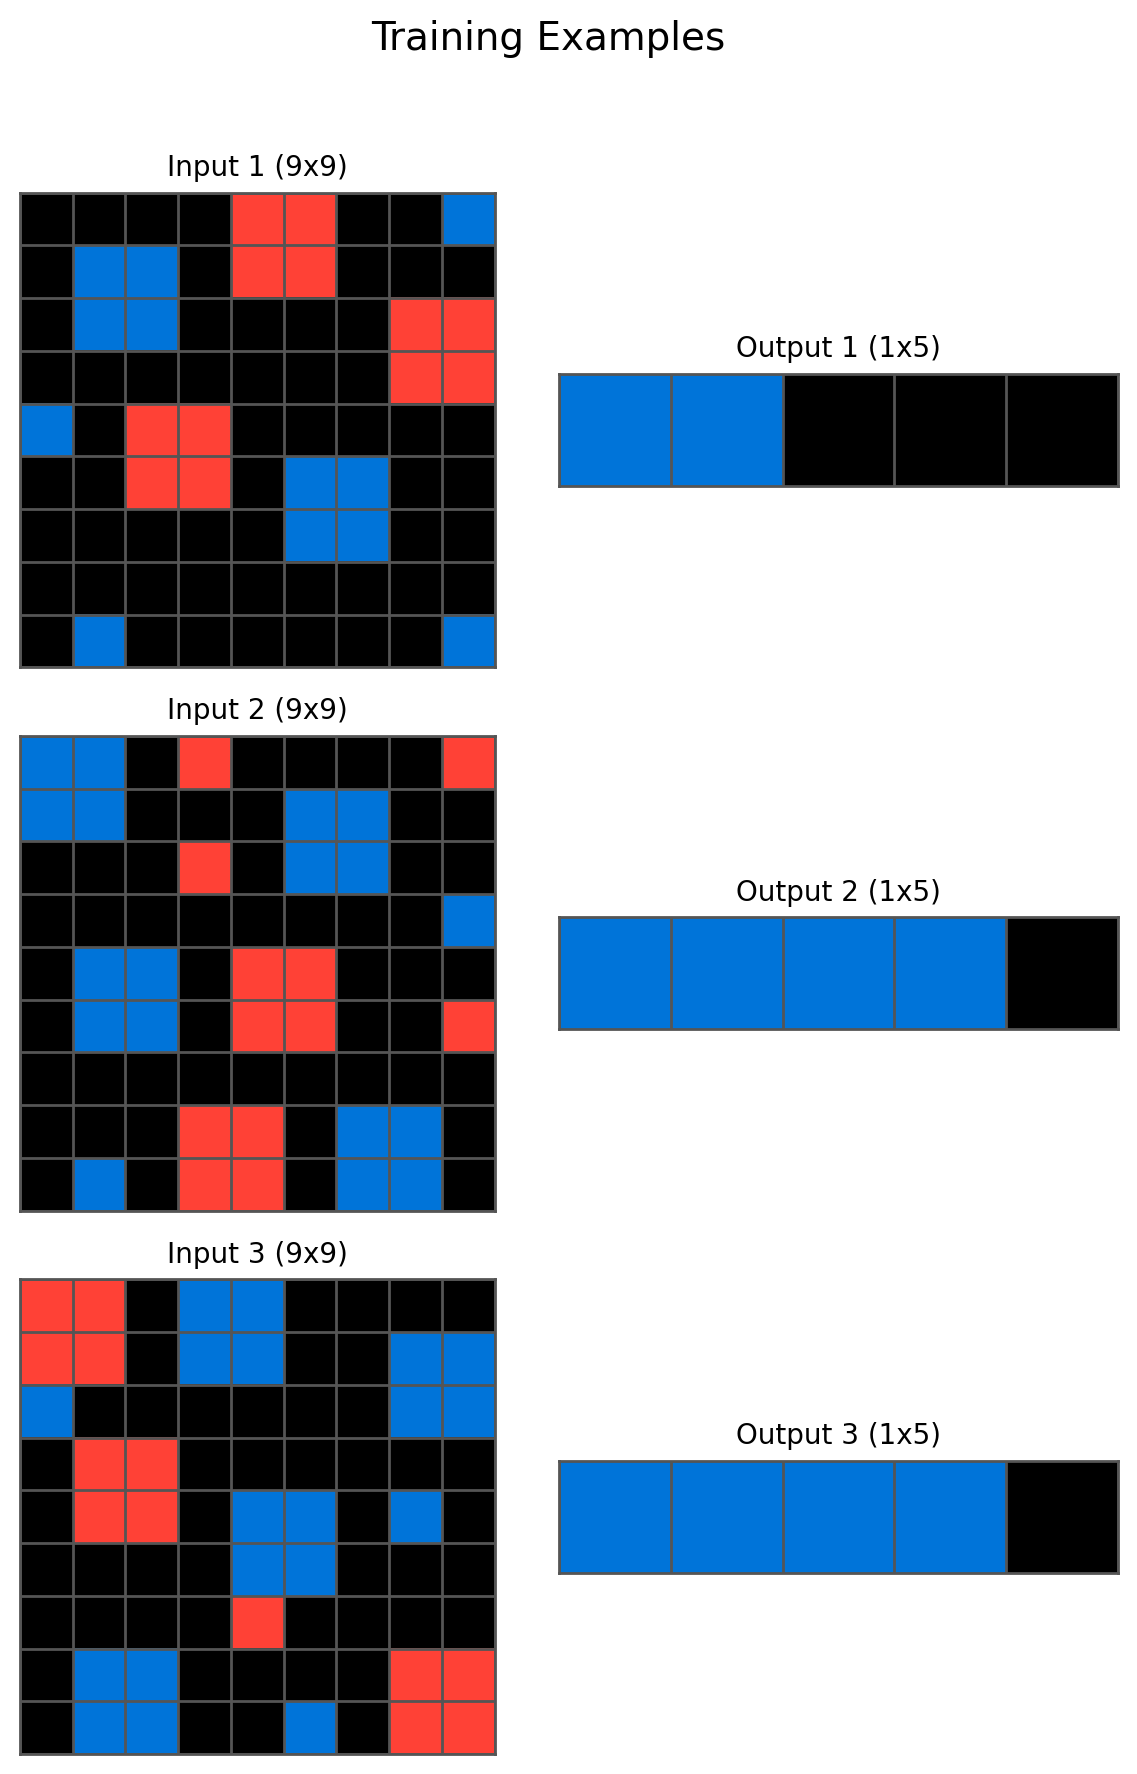 Training Examples
Input 1 (9x9)
Output 1 (1x5)
Input 2 (9x9)
Output 2 (1x5)
Input 3 (9x9)
Output 3 (1x5)